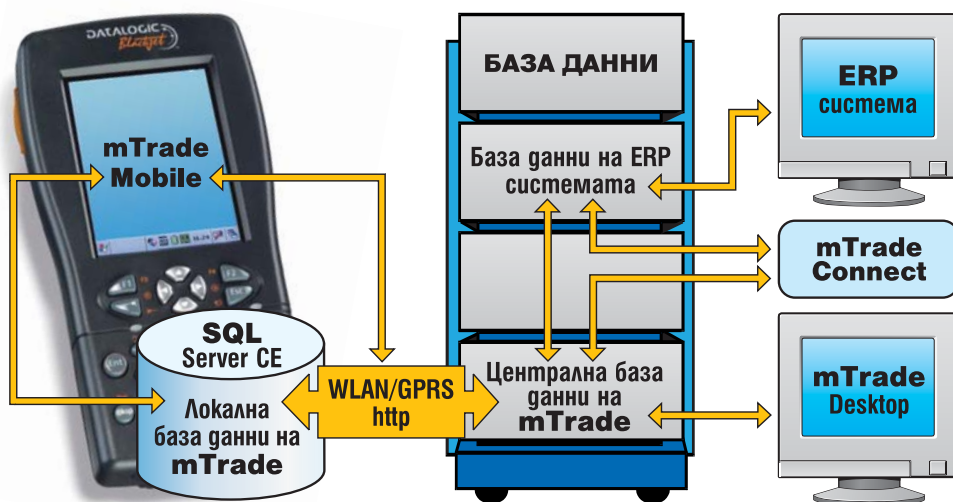 DATALOGIC
Blackjet
mTrade
Mobile
SQL
Server CE
Локална
база данни на
mTrade
WLAN/GPRS
http
БАЗА ДАННИ
База данни на ERP
системата
Централна база
данни на
mTrade
ERP
система
mTrade
Connect
mTrade
Desktop